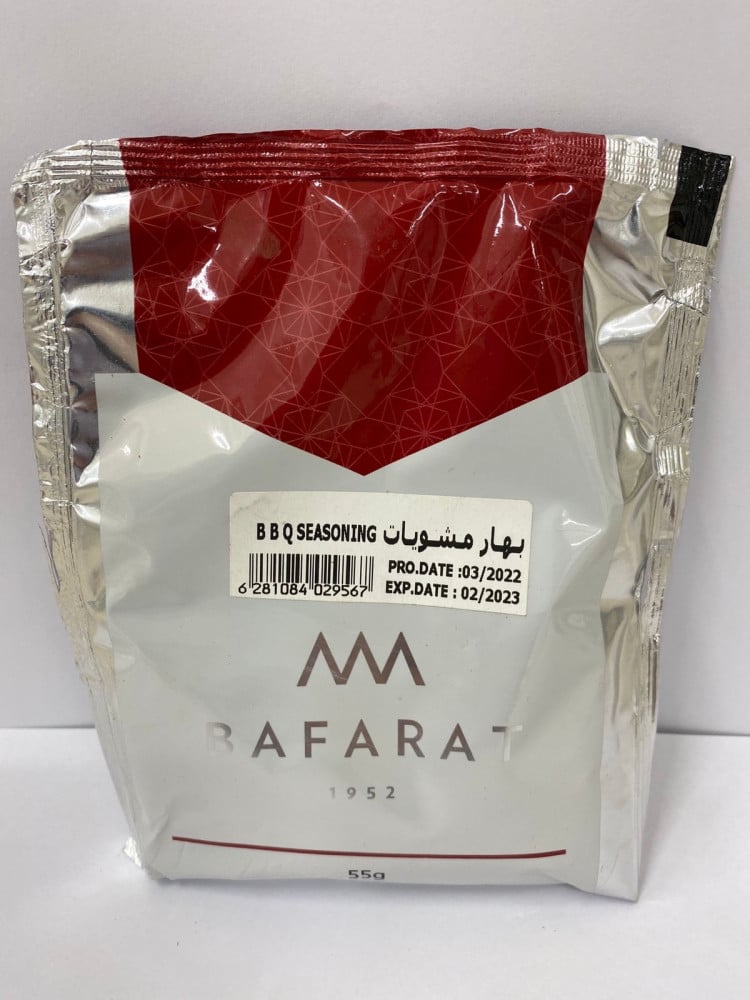 B B Q SEASONING بهار مشويات
PRO.DATE :03/2022
EXP.DATE : 02/2023
6 281084 029567
BAFARAT
1952
55g